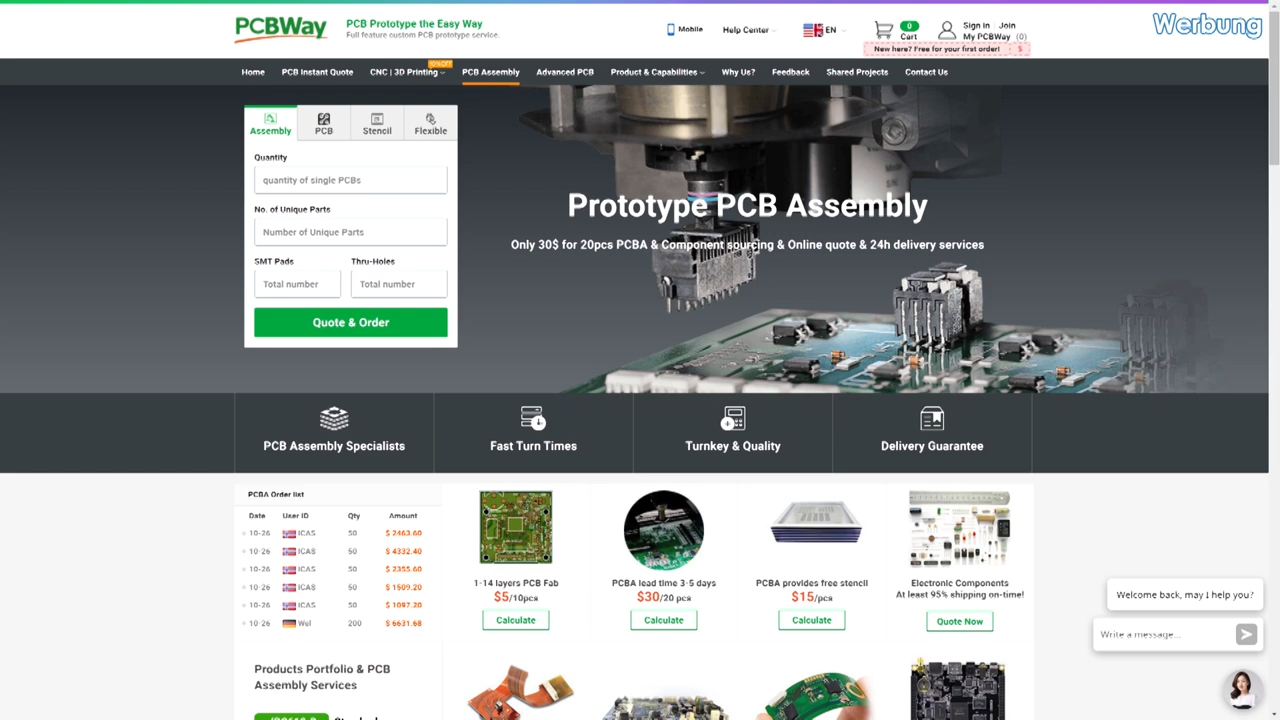 PCBWay
PCB Prototype the Easy Way
Full feature custom PCB prototype service.
Mobile
Help Center
EN
0
Cart
Sign in Join
My PCBWay (0)
New here? Free for your first order! $
Werbung
Home
PCB Instant Quote
CNC | 3D Printing
PCB Assembly
Advanced PCB
Product & Capabilities
Why Us?
Feedback
Shared Projects
Contact Us
Assembly
PCB
Stencil
Flexible
Quantity
quantity of single PCBs
No. of Unique Parts
Number of Unique Parts
SMT Pads Thru-Holes
Total number Total number
Quote & Order
Prototype PCB Assembly
Only 30$ for 20pcs PCBA & Component sourcing & Online quote & 24h delivery services
PCB Assembly Specialists
Fast Turn Times
Turnkey & Quality
Delivery Guarantee
PCBA Order list
Date User ID Qty Amount
10-26 ICAS 50 $ 2463.60
10-26 ICAS 50 $ 4332.40
10-26 ICAS 50 $ 2355.60
10-26 ICAS 50 $ 1509.20
10-26 ICAS 50 $ 1097.20
10-26 Wel 200 $ 6631.68
1-14 layers PCB Fab
$5/10pcs
Calculate
PCBA lead time 3-5 days
$30/20 pcs
Calculate
PCBA provides free stencil
$15/pcs
Calculate
Electronic Components
At least 95% shipping on-time!
Quote Now
Products Portfolio & PCB
Assembly Services
Welcome back, may I help you?
Write a message...